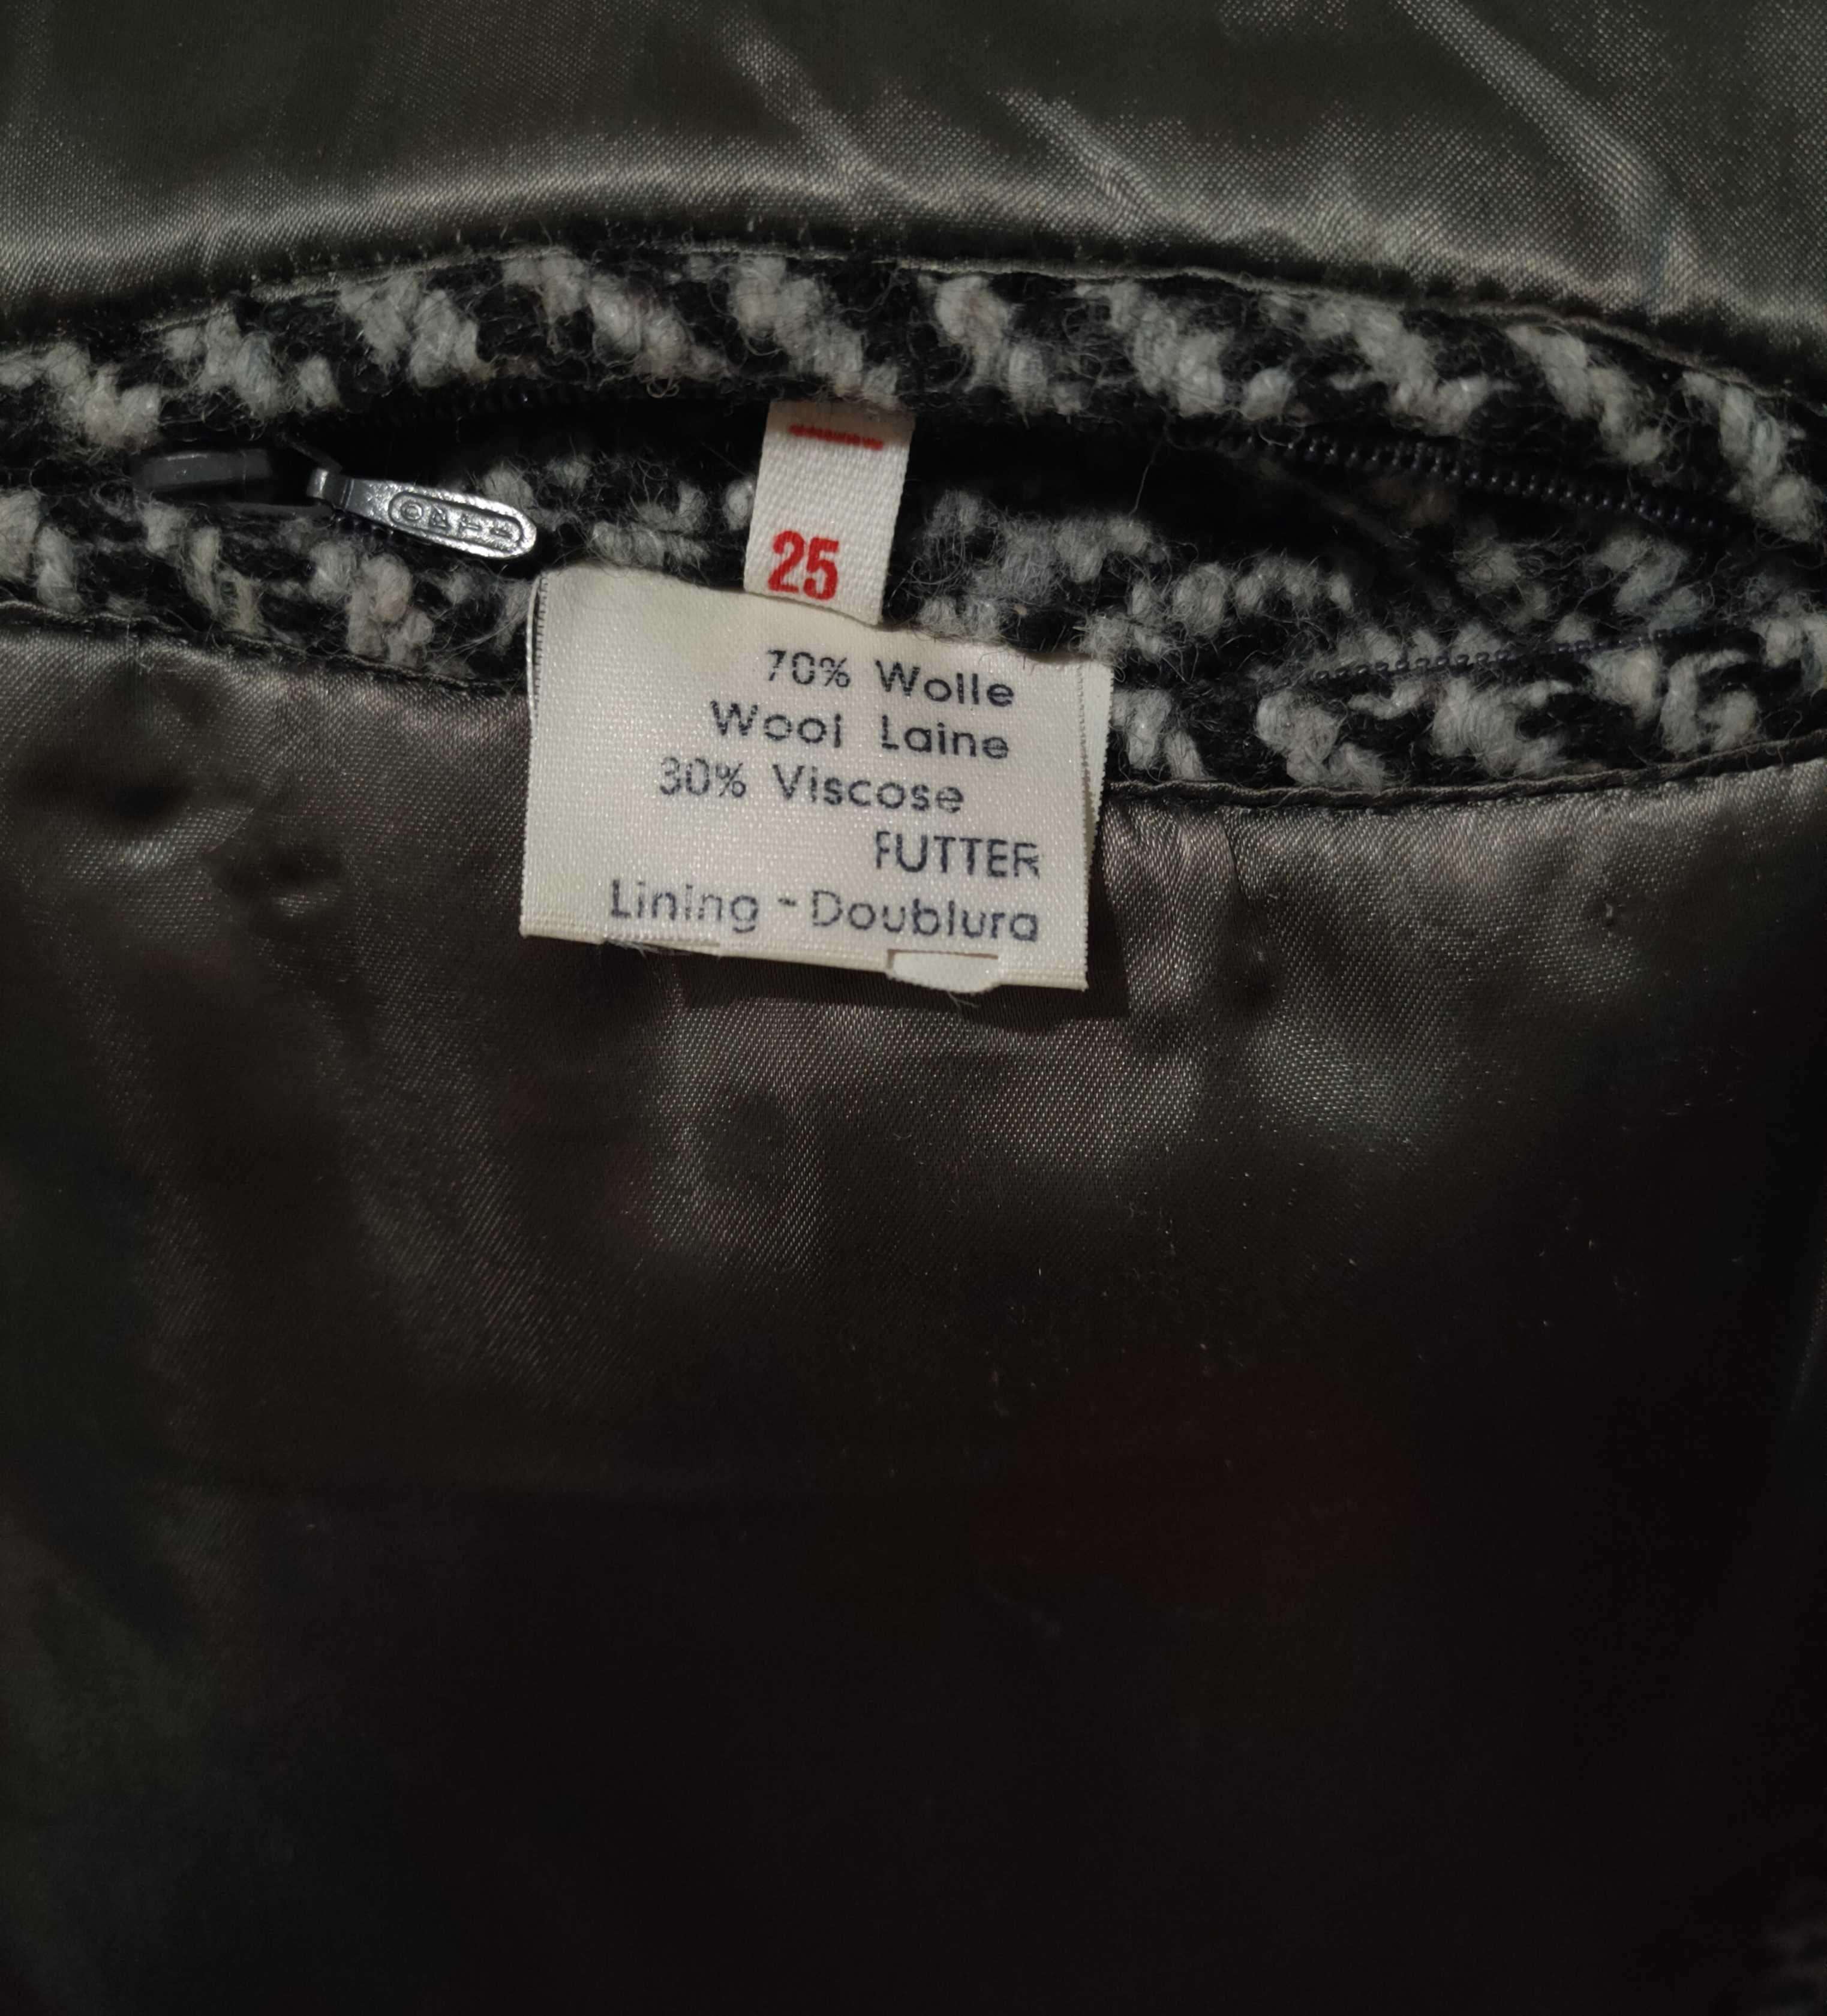 25
70% Wolle
Wool Laine
30% Viscose
FUTTER
Lining - Doublura